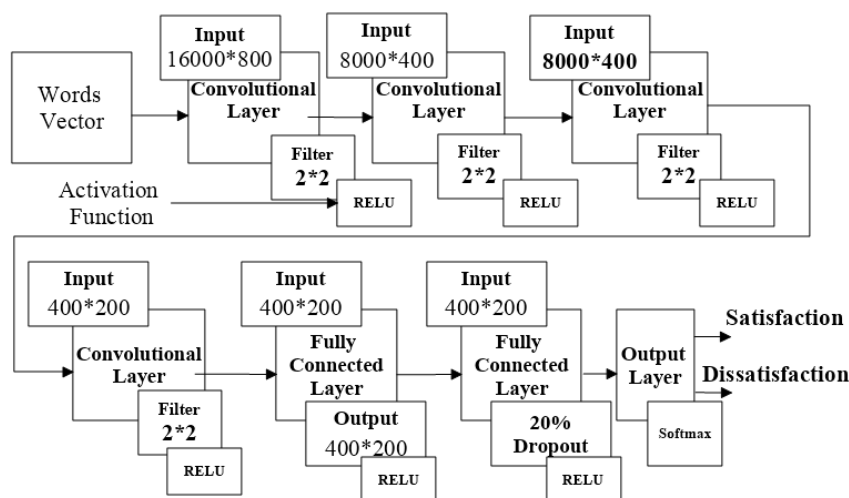 Words
Vector
Input
16000*800
Convolutional
Layer
Filter
2*2
RELU
Input
8000*400
Convolutional
Layer
Filter
2*2
RELU
Input
8000*400
Convolutional
Layer
Filter
2*2
RELU
Activation
Function
Input
400*200
Convolutional
Layer
Filter
2*2
RELU
Input
400*200
Fully
Connected
Layer
Output
400*200
RELU
Input
400*200
Fully
Connected
Layer
20%
Dropout
RELU
Output
Layer
Softmax
Satisfaction
Dissatisfaction